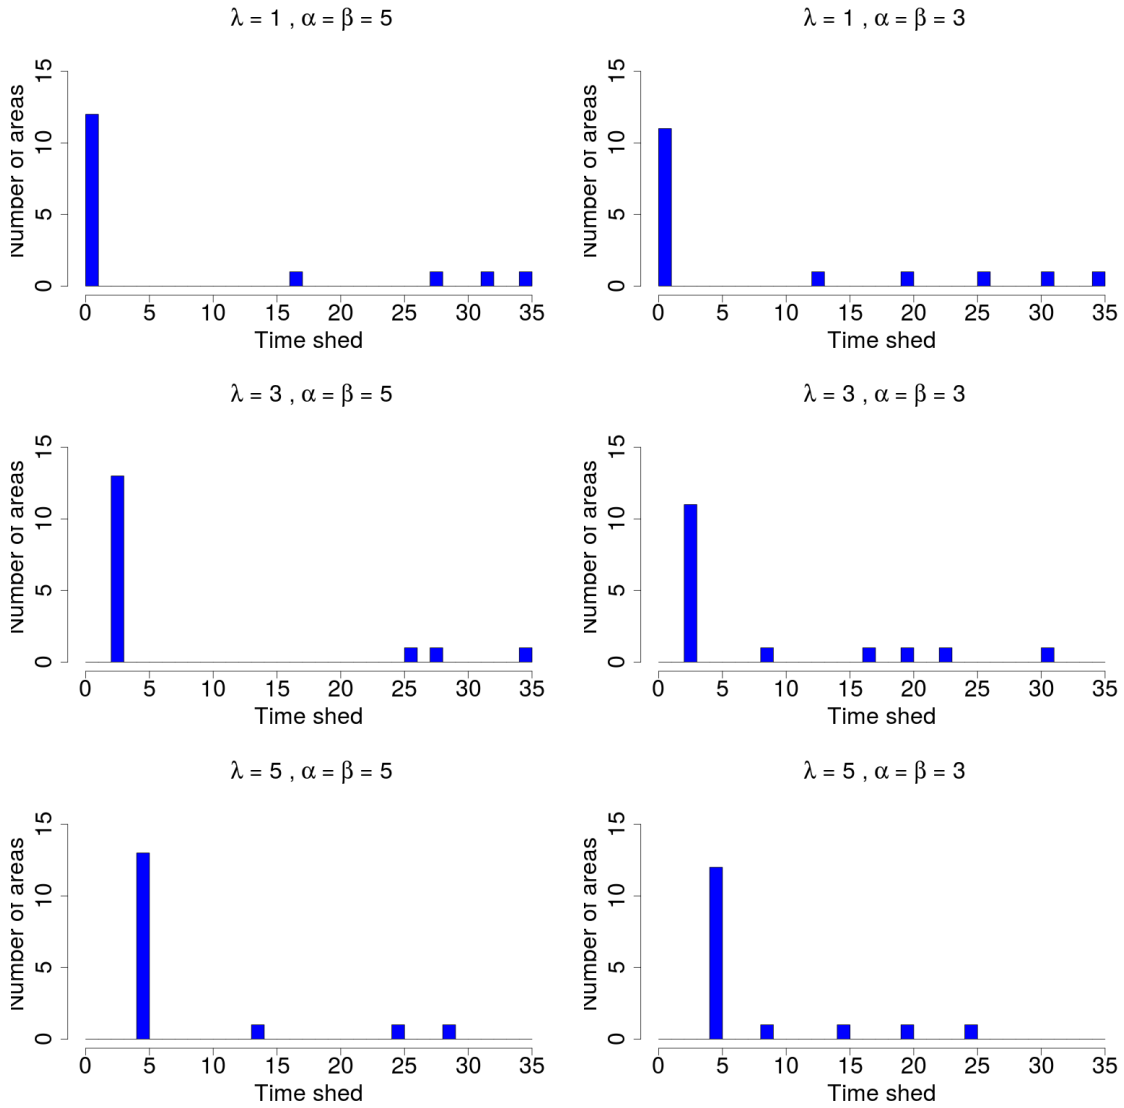 λ = 1 , α = β = 5
Number of areas
15
10
5
0
0 5 10 15 20 25 30 35
Time shed
λ = 1 , α = β = 3
Number of areas
15
10
5
0
0 5 10 15 20 25 30 35
Time shed
λ = 3 , α = β = 5
Number of areas
15
10
5
0
0 5 10 15 20 25 30 35
Time shed
λ = 3 , α = β = 3
Number of areas
15
10
5
0
0 5 10 15 20 25 30 35
Time shed
λ = 5 , α = β = 5
Number of areas
15
10
5
0
0 5 10 15 20 25 30 35
Time shed
λ = 5 , α = β = 3
Number of areas
15
10
5
0
0 5 10 15 20 25 30 35
Time shed